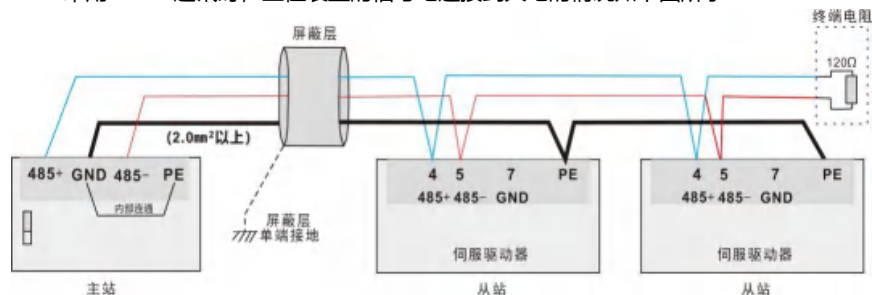 终端电阻
屏蔽层
120Ω
(2.0mm²以上)
485+ GND 485- PE
内部连通
4 5 7 PE
485+ 485- GND
4 5 7 PE
485+ 485- GND
屏蔽层
单端接地
伺服驱动器
伺服驱动器
主站
从站
从站